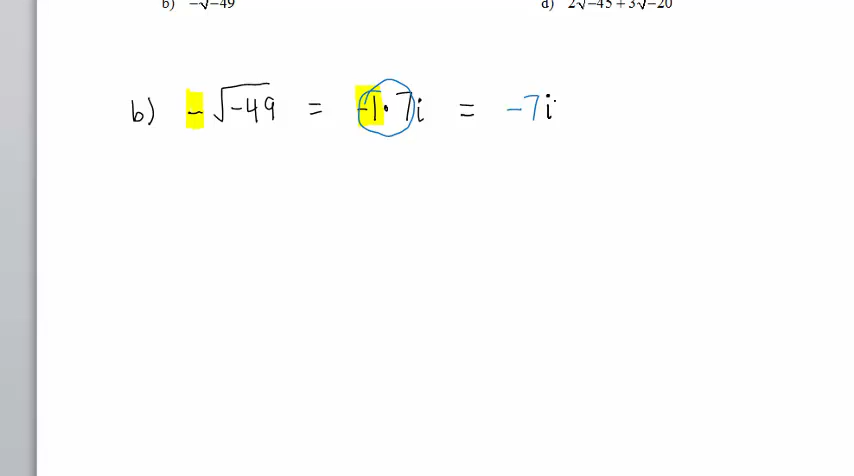 b) −√−49 d) 2√−45 + 3√−20
b) −√−49 = −1·7i = −7i